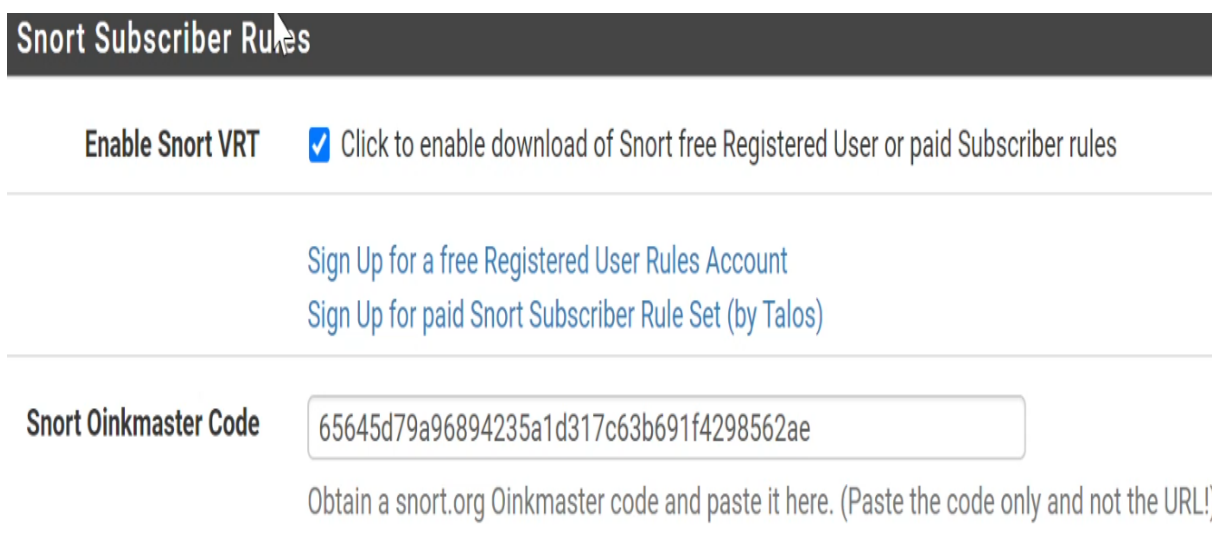 Snort Subscriber Rules
Enable Snort VRT
Click to enable download of Snort free Registered User or paid Subscriber rules
Sign Up for a free Registered User Rules Account
Sign Up for paid Snort Subscriber Rule Set (by Talos)
Snort Oinkmaster Code
65645d79a96894235a1d317c63b691f4298562ae
Obtain a snort.org Oinkmaster code and paste it here. (Paste the code only and not the URL!)